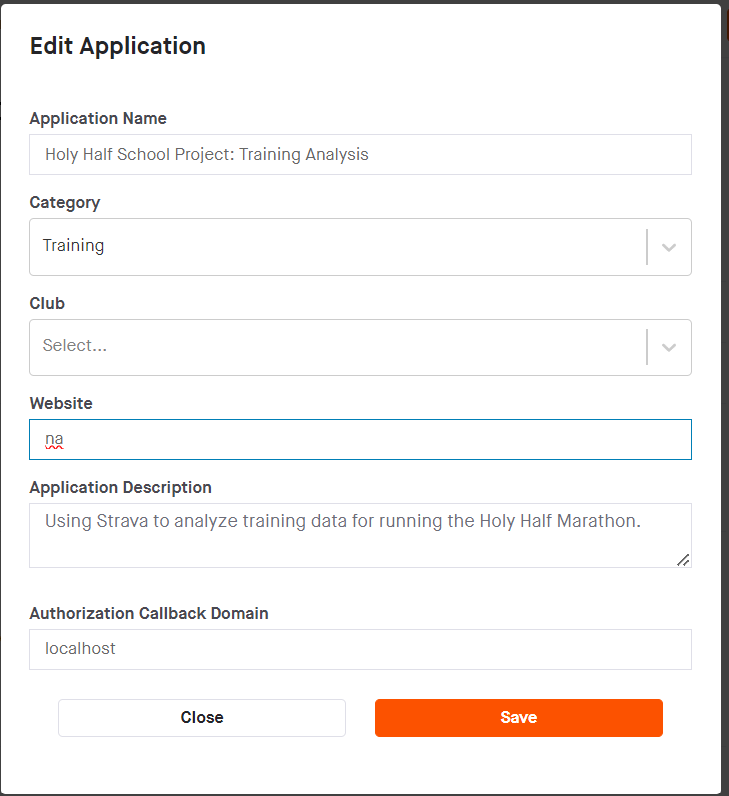 Edit Application
Application Name
Holy Half School Project: Training Analysis
Category
Training
Club
Select...
Website
na
Application Description
Using Strava to analyze training data for running the Holy Half Marathon.
Authorization Callback Domain
localhost
Close Save